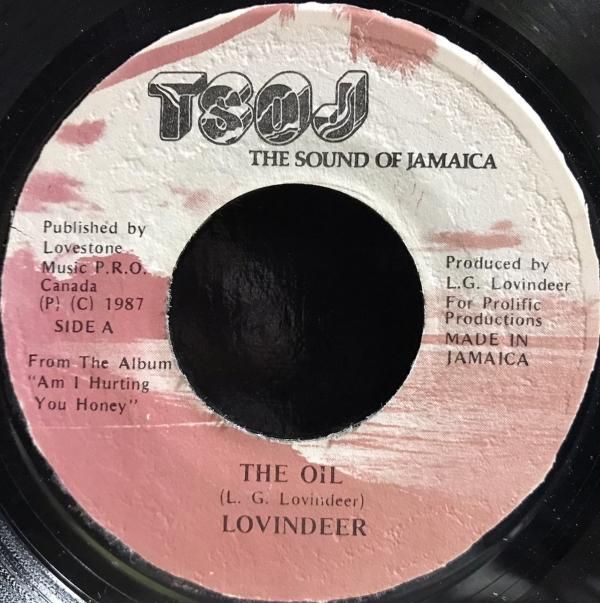 TSOJ
THE SOUND OF JAMAICA
Published by
Lovestone
Music P.R.O.
Canada
(P) (C) 1987
SIDE A
From The Album
"Am I Hurting
You Honey"
Produced by
L.G. Lovindeer
For Prolific
Productions
MADE IN
JAMAICA
THE OIL
(L. G. Lovindeer)
LOVINDEER